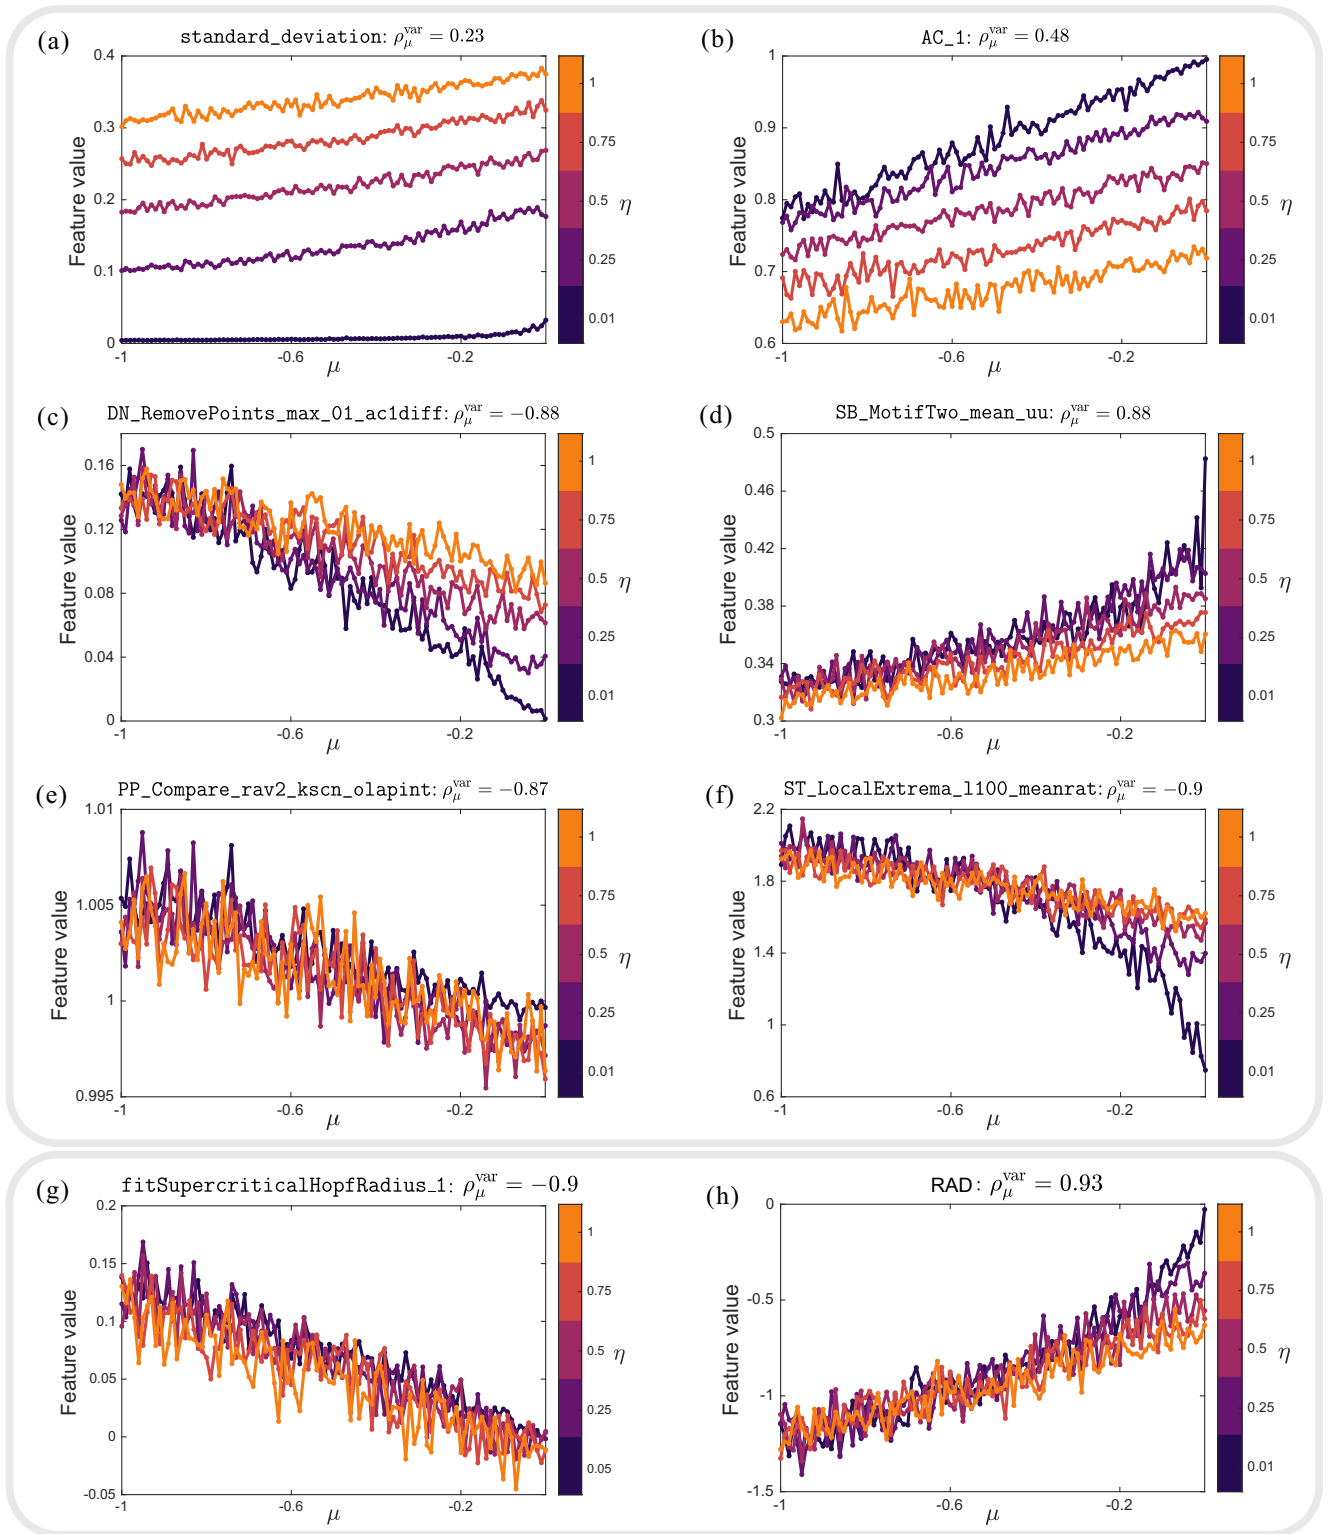 (a) standard_deviation: ρ_μ^var = 0.23
0.4
0.3
0.2
0.1
0
Feature value
-1 -0.6 -0.2
μ
1
0.75
0.5
0.25
0.01
η
(b) AC_1: ρ_μ^var = 0.48
1
0.9
0.8
0.7
0.6
Feature value
-1 -0.6 -0.2
μ
1
0.75
0.5
0.25
0.01
η
(c) DN_RemovePoints_max_01_ac1diff: ρ_μ^var = −0.88
0.16
0.12
0.08
0.04
0
Feature value
-1 -0.6 -0.2
μ
1
0.75
0.5
0.25
0.01
η
(d) SB_MotifTwo_mean_uu: ρ_μ^var = 0.88
0.5
0.46
0.42
0.38
0.34
0.3
Feature value
-1 -0.6 -0.2
μ
1
0.75
0.5
0.25
0.01
η
(e) PP_Compare_rav2_kscn_olapint: ρ_μ^var = −0.87
1.01
1.005
1
0.995
Feature value
-1 -0.6 -0.2
μ
1
0.75
0.5
0.25
0.01
η
(f) ST_LocalExtrema_l100_meanrat: ρ_μ^var = −0.9
2.2
1.8
1.4
1
0.6
Feature value
-1 -0.6 -0.2
μ
1
0.75
0.5
0.25
0.01
η
(g) fitSupercriticalHopfRadius_1: ρ_μ^var = −0.9
0.2
0.15
0.1
0.05
0
-0.05
Feature value
-1 -0.6 -0.2
μ
1
0.75
0.5
0.25
0.05
η
(h) RAD: ρ_μ^var = 0.93
0
-0.5
-1
-1.5
Feature value
-1 -0.6 -0.2
μ
1
0.75
0.5
0.25
0.01
η